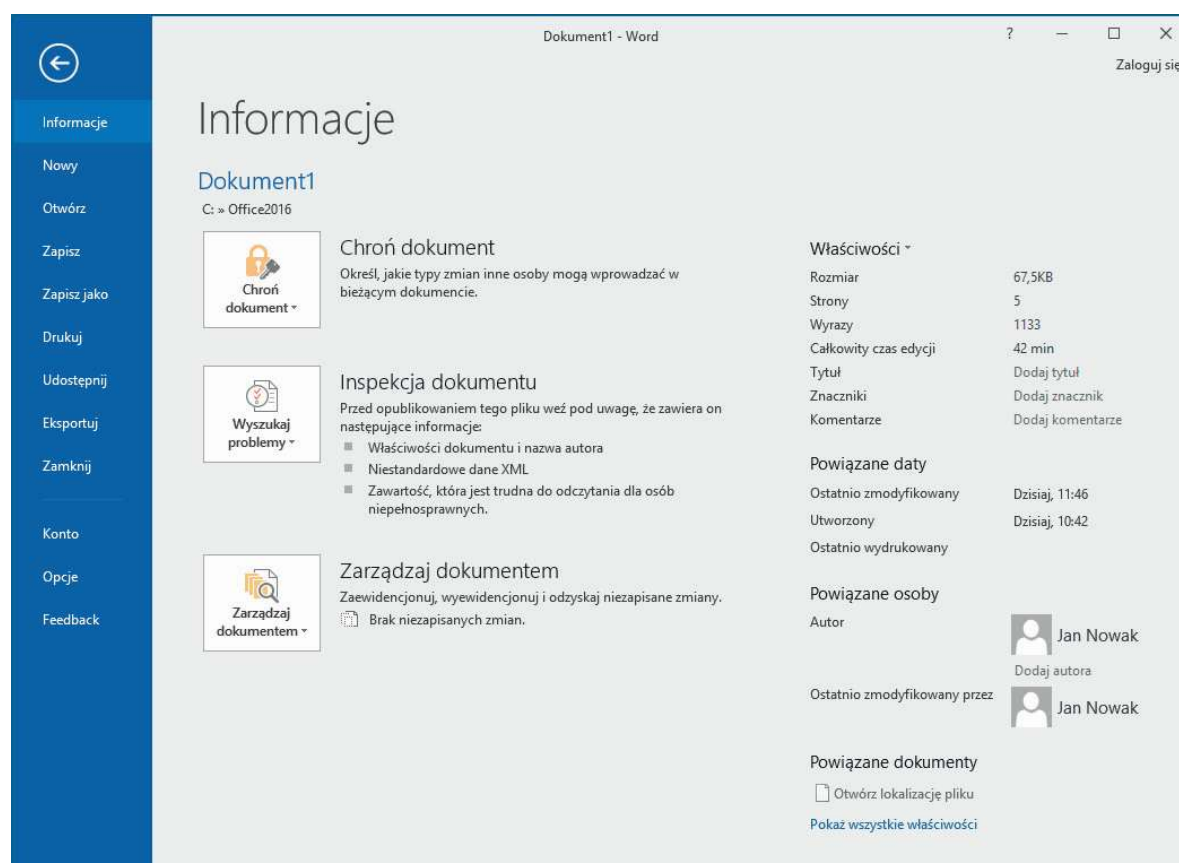 Dokument1 - Word
?
Zaloguj się
Informacje
Nowy
Otwórz
Zapisz
Zapisz jako
Drukuj
Udostępnij
Eksportuj
Zamknij
Konto
Opcje
Feedback
Informacje
Dokument1
C: » Office2016
Chroń
dokument
Chroń dokument
Określ, jakie typy zmian inne osoby mogą wprowadzać w
bieżącym dokumencie.
Wyszukaj
problemy
Inspekcja dokumentu
Przed opublikowaniem tego pliku weź pod uwagę, że zawiera on
następujące informacje:
Właściwości dokumentu i nazwa autora
Niestandardowe dane XML
Zawartość, która jest trudna do odczytania dla osób
niepełnosprawnych.
Zarządzaj
dokumentem
Zarządzaj dokumentem
Zaewidencjonuj, wyewidencjonuj i odzyskaj niezapisane zmiany.
Brak niezapisanych zmian.
Właściwości
Rozmiar 67,5KB
Strony 5
Wyrazy 1133
Całkowity czas edycji 42 min
Tytuł Dodaj tytuł
Znaczniki Dodaj znacznik
Komentarze Dodaj komentarze
Powiązane daty
Ostatnio zmodyfikowany Dzisiaj, 11:46
Utworzony Dzisiaj, 10:42
Ostatnio wydrukowany
Powiązane osoby
Autor Jan Nowak
Dodaj autora
Ostatnio zmodyfikowany przez Jan Nowak
Powiązane dokumenty
Otwórz lokalizację pliku
Pokaż wszystkie właściwości